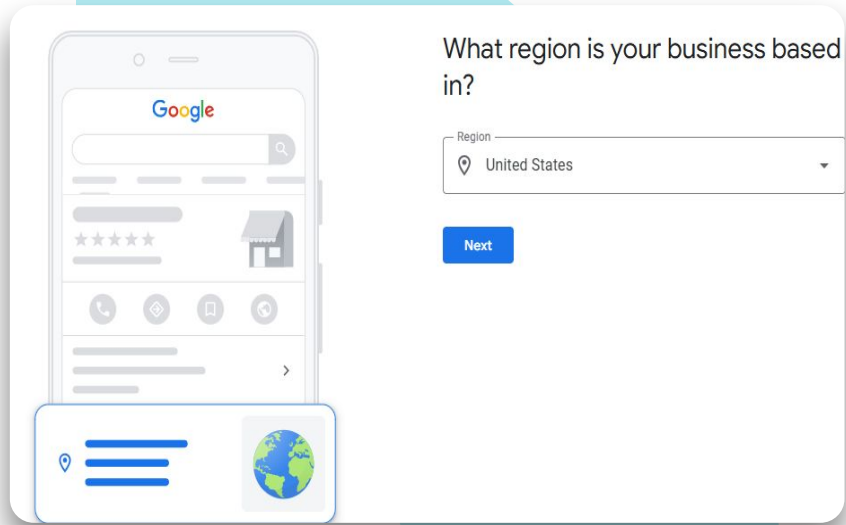 Google
What region is your business based
in?
Region
United States
Next